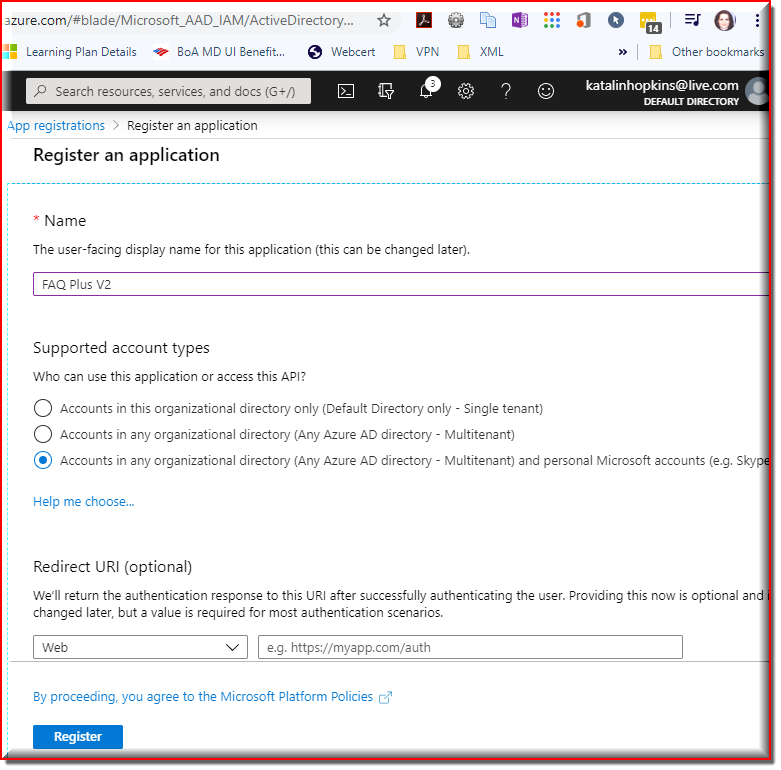 azure.com/#blade/Microsoft_AAD_IAM/ActiveDirectory...
14
Learning Plan Details
BoA MD UI Benefit...
Webcert
VPN
XML
»
Other bookmarks
Search resources, services, and docs (G+/)
3
katalinhopkins@live.com
DEFAULT DIRECTORY
App registrations > Register an application
Register an application
* Name
The user-facing display name for this application (this can be changed later).
FAQ Plus V2
Supported account types
Who can use this application or access this API?
Accounts in this organizational directory only (Default Directory only - Single tenant)
Accounts in any organizational directory (Any Azure AD directory - Multitenant)
Accounts in any organizational directory (Any Azure AD directory - Multitenant) and personal Microsoft accounts (e.g. Skype
Help me choose...
Redirect URI (optional)
We'll return the authentication response to this URI after successfully authenticating the user. Providing this now is optional and i
changed later, but a value is required for most authentication scenarios.
Web
e.g. https://myapp.com/auth
By proceeding, you agree to the Microsoft Platform Policies
Register